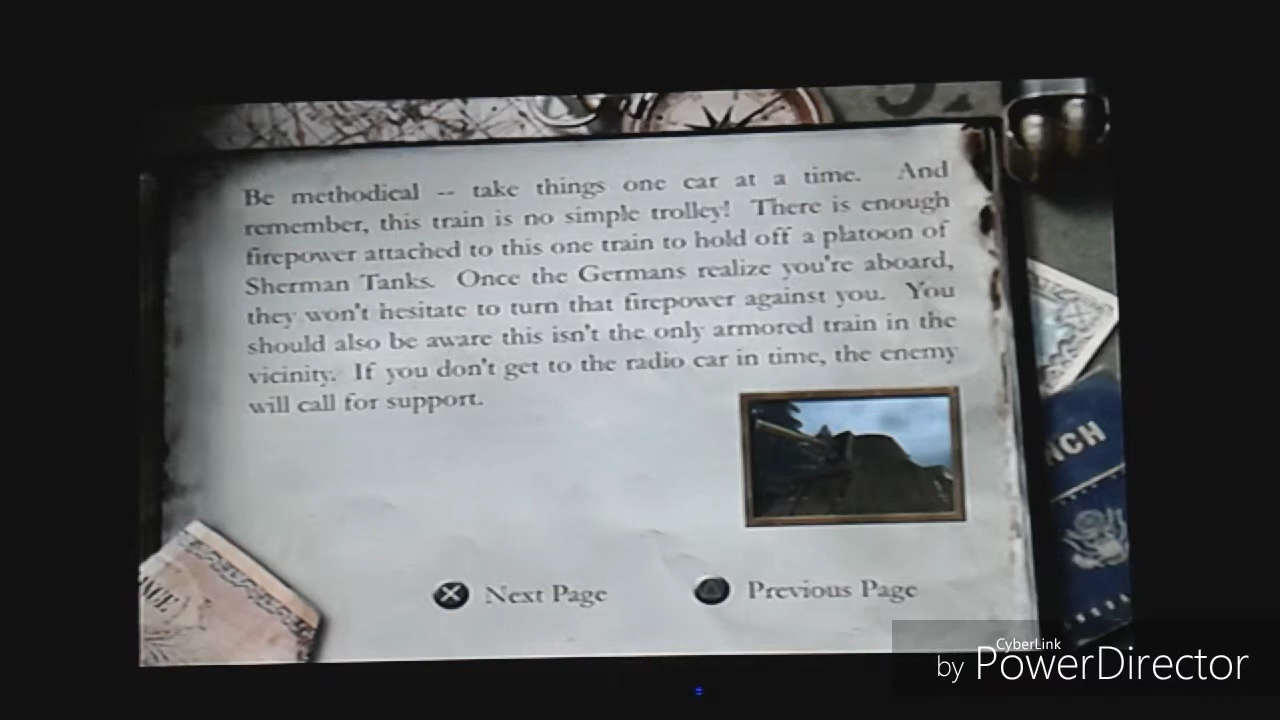 Be methodical -- take things one car at a time. And
remember, this train is no simple trolley! There is enough
firepower attached to this one train to hold off a platoon of
Sherman Tanks. Once the Germans realize you're aboard,
they won't hesitate to turn that firepower against you. You
should also be aware this isn't the only armored train in the
vicinity. If you don't get to the radio car in time, the enemy
will call for support.
NCH
Next Page
Previous Page
CyberLink
by PowerDirector